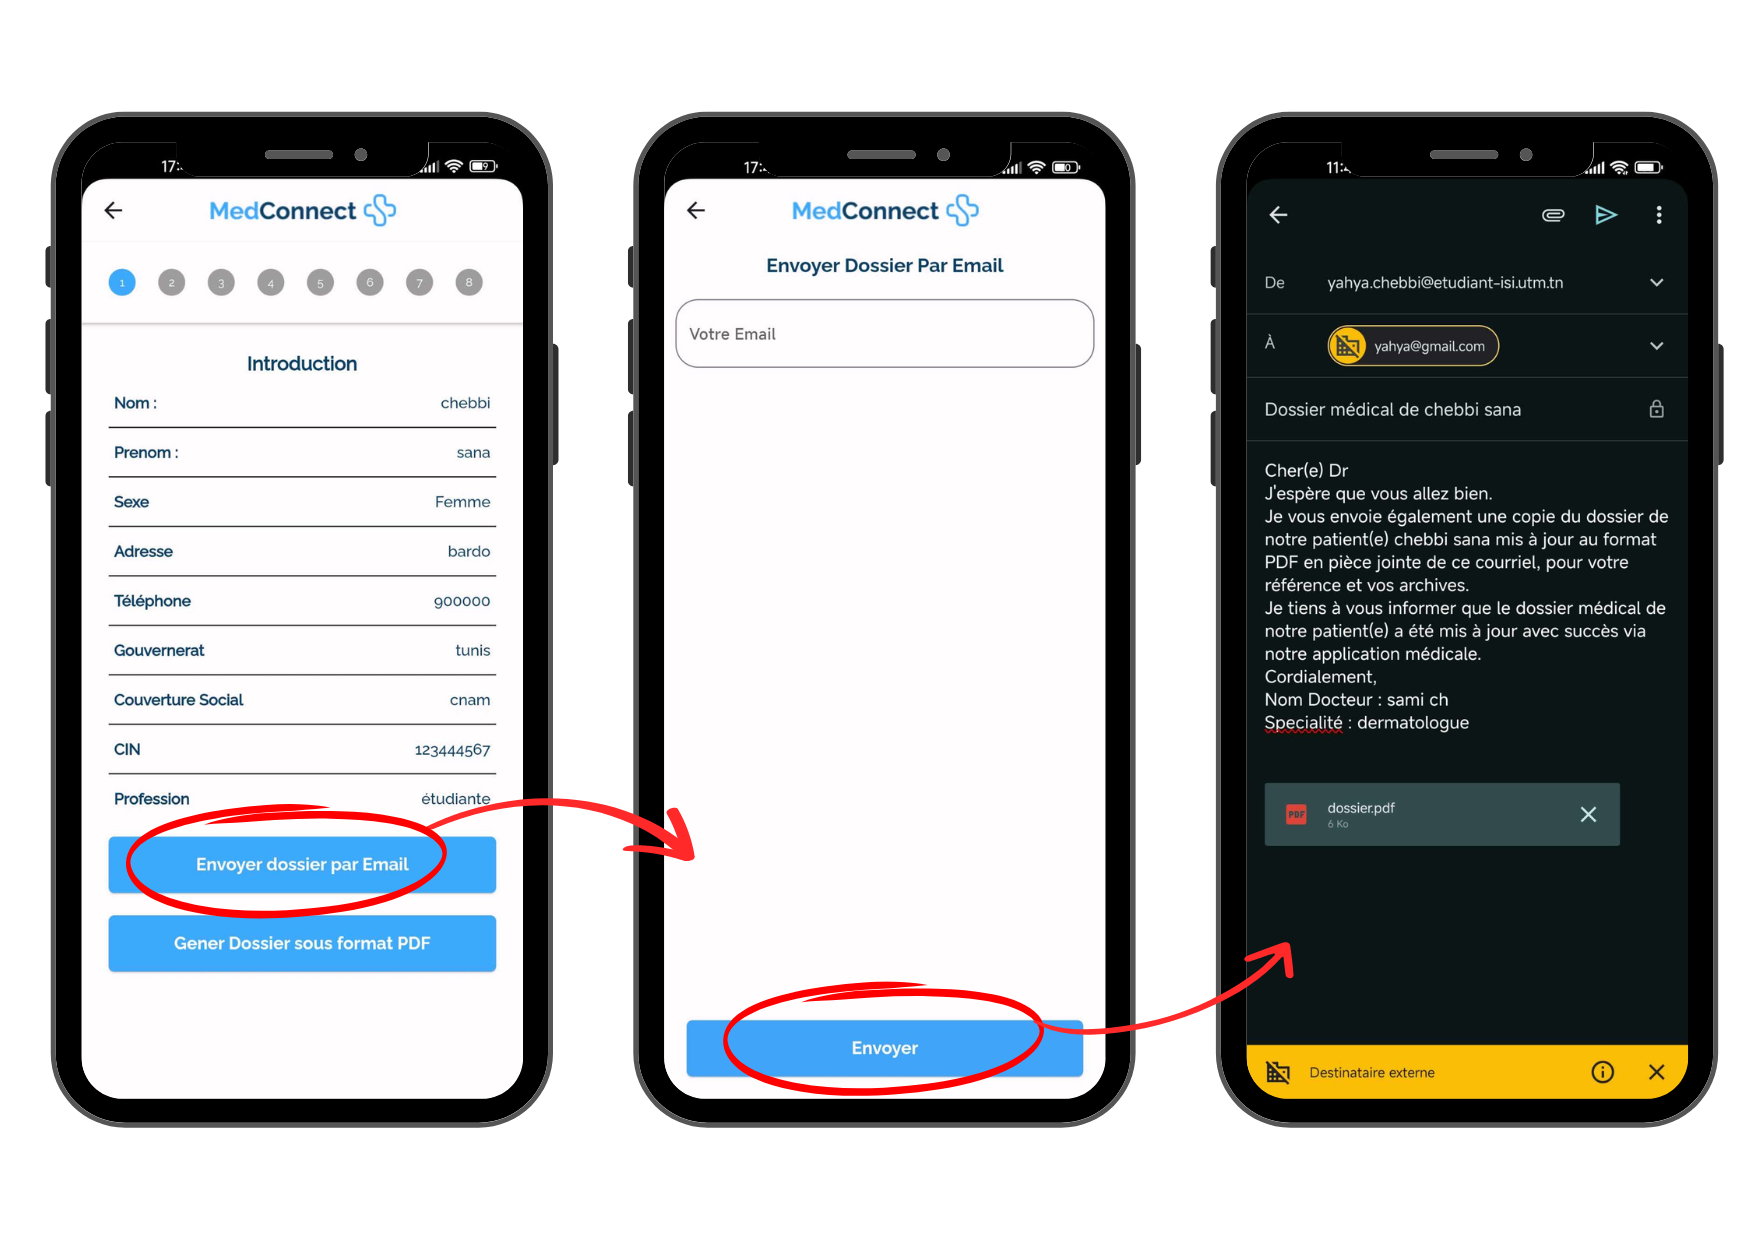 MedConnect
1 2 3 4 5 6 7 8
Introduction
Nom : chebbi
Prenom : sana
Sexe Femme
Adresse bardo
Téléphone 900000
Gouvernerat tunis
Couverture Social cnam
CIN 123444567
Profession étudiante
Envoyer dossier par Email
Gener Dossier sous format PDF
MedConnect
Envoyer Dossier Par Email
Votre Email
Envoyer
De yahya.chebbi@etudiant-isi.utm.tn
À yahya@gmail.com
Dossier médical de chebbi sana
Cher(e) Dr
J'espère que vous allez bien.
Je vous envoie également une copie du dossier de
notre patient(e) chebbi sana mis à jour au format
PDF en pièce jointe de ce courriel, pour votre
référence et vos archives.
Je tiens à vous informer que le dossier médical de
notre patient(e) a été mis à jour avec succès via
notre application médicale.
Cordialement,
Nom Docteur : sami ch
Specialité : dermatologue
PDF dossier.pdf
6 Ko
Destinataire externe